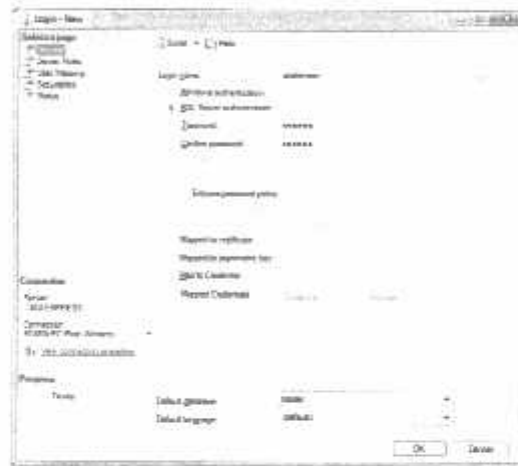 Login - New
Select a page
General
Server Roles
User Mapping
Securables
Status
Script Help
Login name:
Windows authentication
SQL Server authentication
Password:
Confirm password:
Enforce password policy
Mapped to certificate
Mapped to asymmetric key
Map to Credential
Mapped Credentials
Connection
Server:
Connection:
View connection properties
Progress
Ready
Default database:
master
Default language:
<default>
OK
Cancel